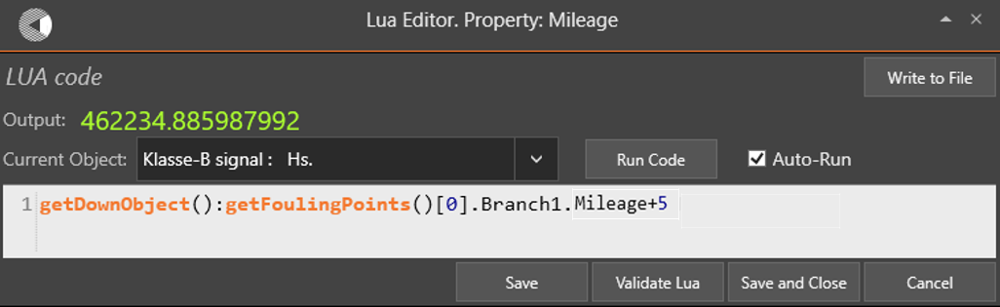 Lua Editor. Property: Mileage
LUA code
Write to File
Output: 462234.885987992
Current Object: Klasse-B signal : Hs.
Run Code
Auto-Run
1 getDownObject():getFoulingPoints()[0].Branch1.Mileage+5
Save
Validate Lua
Save and Close
Cancel